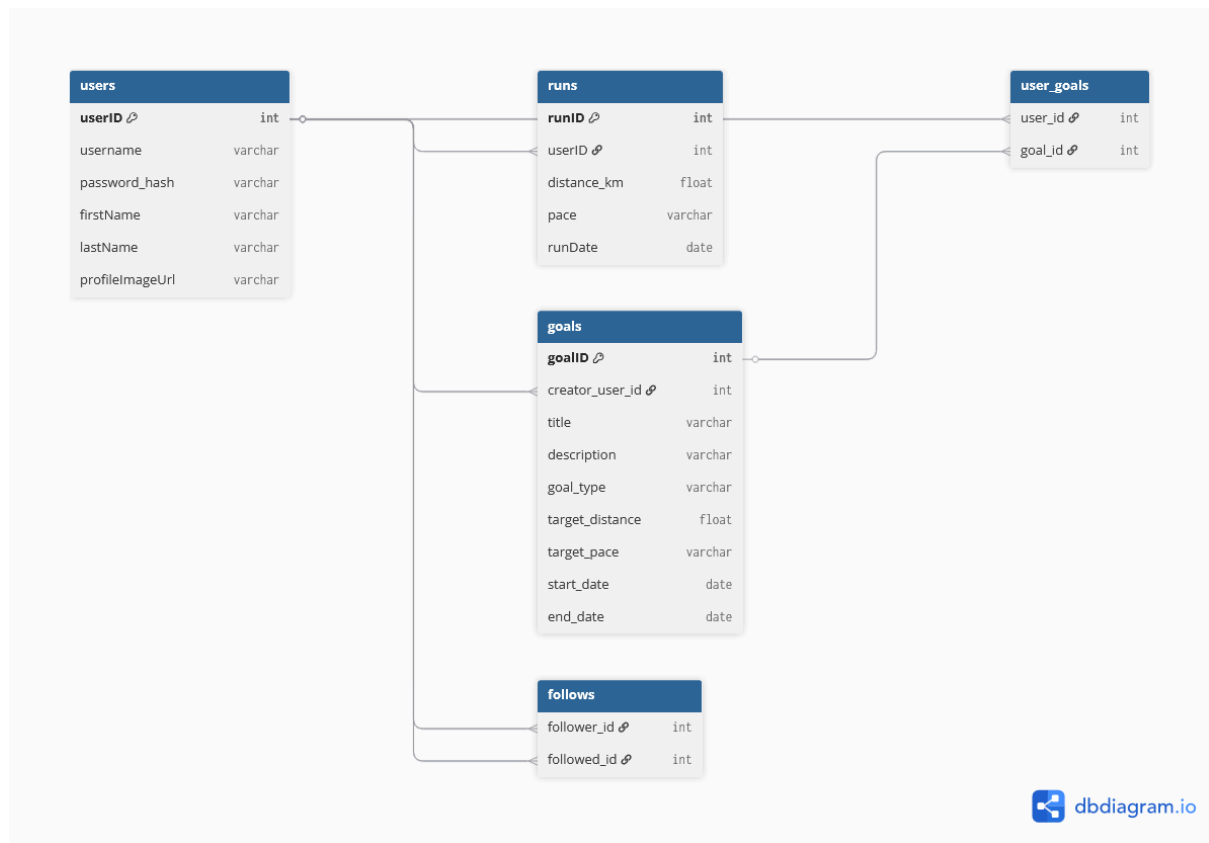 users
userID int
username varchar
password_hash varchar
firstName varchar
lastName varchar
profileImageUrl varchar
runs
runID int
userID int
distance_km float
pace varchar
runDate date
user_goals
user_id int
goal_id int
goals
goalID int
creator_user_id int
title varchar
description varchar
goal_type varchar
target_distance float
target_pace varchar
start_date date
end_date date
follows
follower_id int
followed_id int
dbdiagram.io